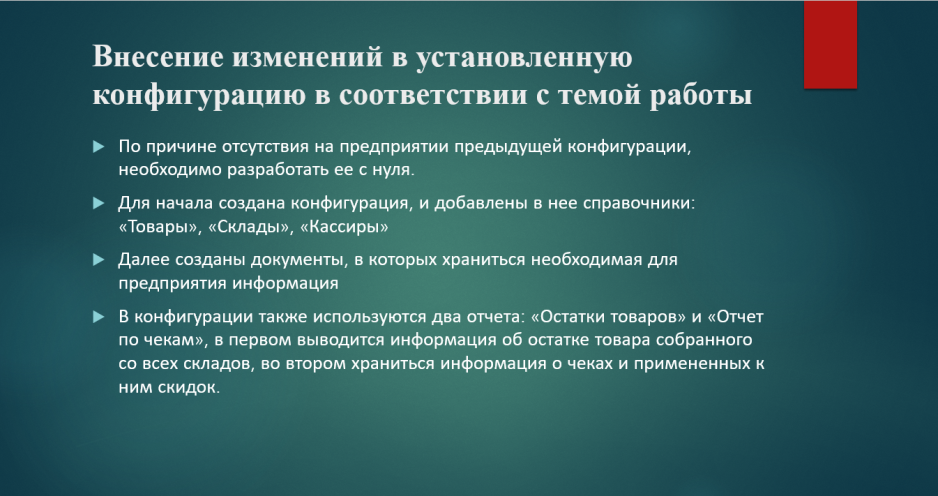 Внесение изменений в установленную
конфигурацию в соответствии с темой работы
По причине отсутствия на предприятии предыдущей конфигурации,
необходимо разработать ее с нуля.
Для начала создана конфигурация, и добавлены в нее справочники:
«Товары», «Склады», «Кассиры»
Далее созданы документы, в которых храниться необходимая для
предприятия информация
В конфигурации также используются два отчета: «Остатки товаров» и «Отчет
по чекам», в первом выводится информация об остатке товара собранного
со всех складов, во втором храниться информация о чеках и примененных к
ним скидок.